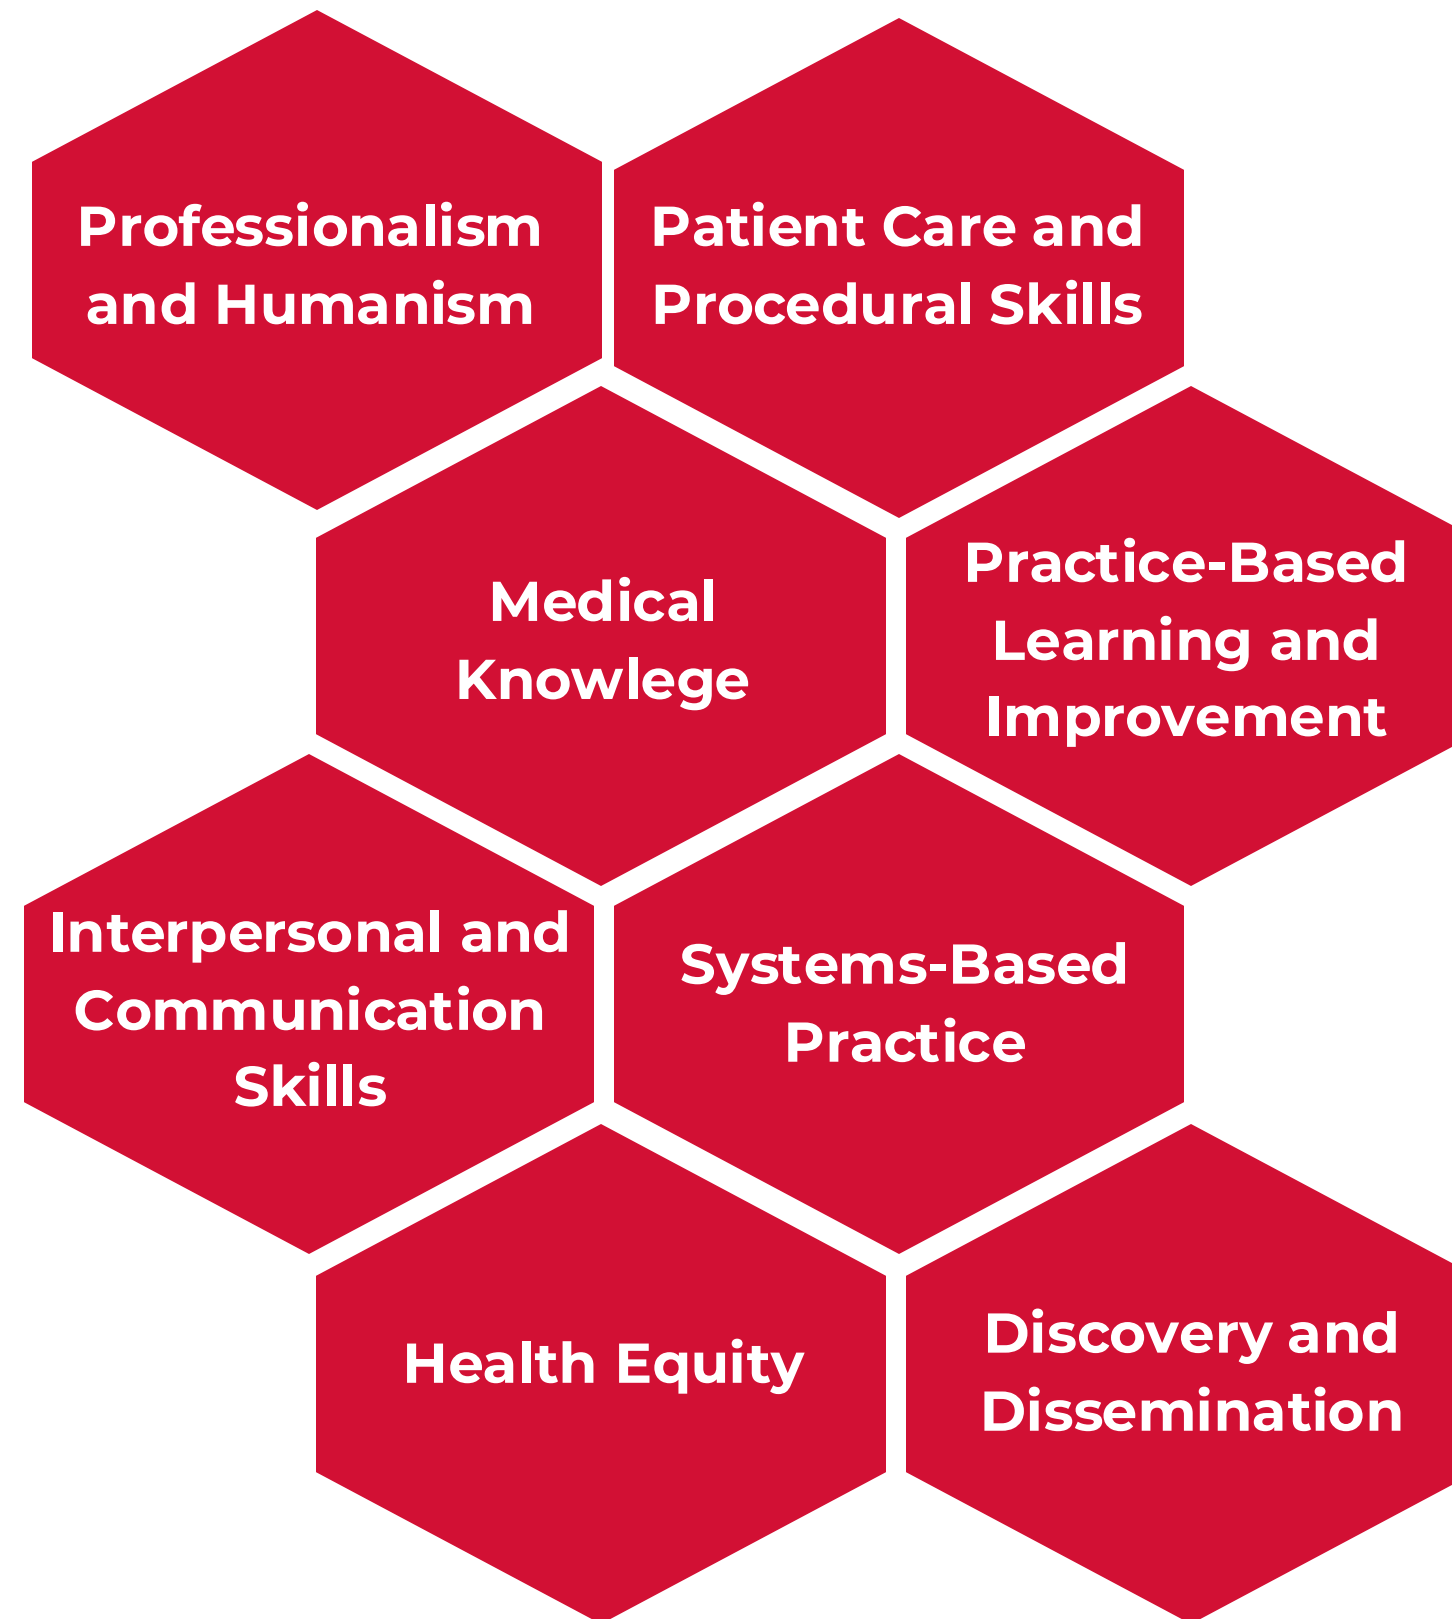 Professionalism
and Humanism
Patient Care and
Procedural Skills
Medical
Knowlege
Practice-Based
Learning and
Improvement
Interpersonal and
Communication
Skills
Systems-Based
Practice
Health Equity
Discovery and
Dissemination